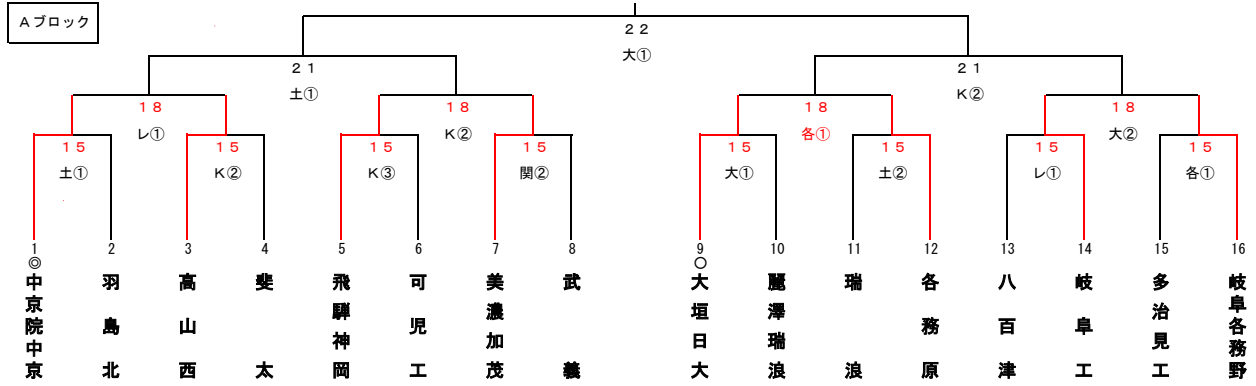 Aブロック
22
大①
21
土①
21
K②
18
レ①
18
K②
18
各①
18
大②
15
土①
15
K②
15
K③
15
関②
15
大①
15
土②
15
レ①
15
各①
1 2 3 4 5 6 7 8 9 10 11 12 13 14 15 16
◎
○
中京院中京
羽島北
高山西
斐太
飛騨神岡
可児工
美濃加茂
武義
大垣日大
麗澤瑞浪
瑞浪
各務原
八百津
岐阜工
多治見工
岐阜各務野